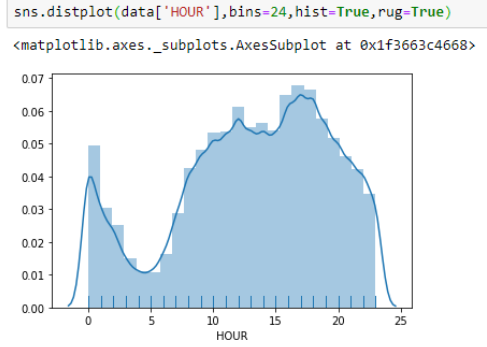 sns.distplot(data['HOUR'],bins=24,hist=True,rug=True)
<matplotlib.axes._subplots.AxesSubplot at 0x1f3663c4668>
0.07
0.06
0.05
0.04
0.03
0.02
0.01
0.00
0 5 10 15 20 25
HOUR